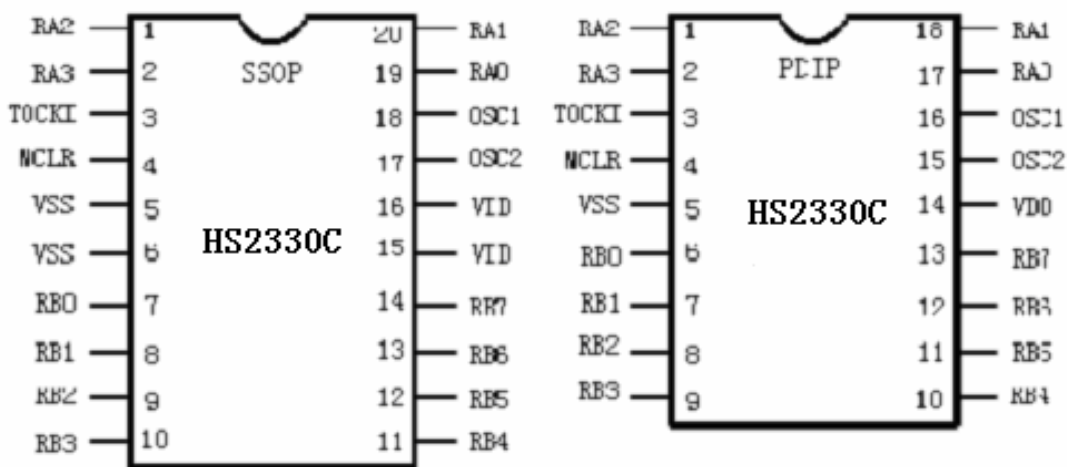 RA2 1 20 RA1
RA3 2 SSOP 19 RA0
T0CKI 3 18 OSC1
MCLR 4 17 OSC2
VSS 5 16 VDD
VSS 6 HS2330C 15 VDD
RB0 7 14 RB7
RB1 8 13 RB6
RB2 9 12 RB5
RB3 10 11 RB4
RA2 1 18 RA1
RA3 2 PDIP 17 RA0
T0CKI 3 16 OSC1
MCLR 4 15 OSC2
VSS 5 HS2330C 14 VDD
RB0 6 13 RB7
RB1 7 12 RB6
RB2 8 11 RB5
RB3 9 10 RB4